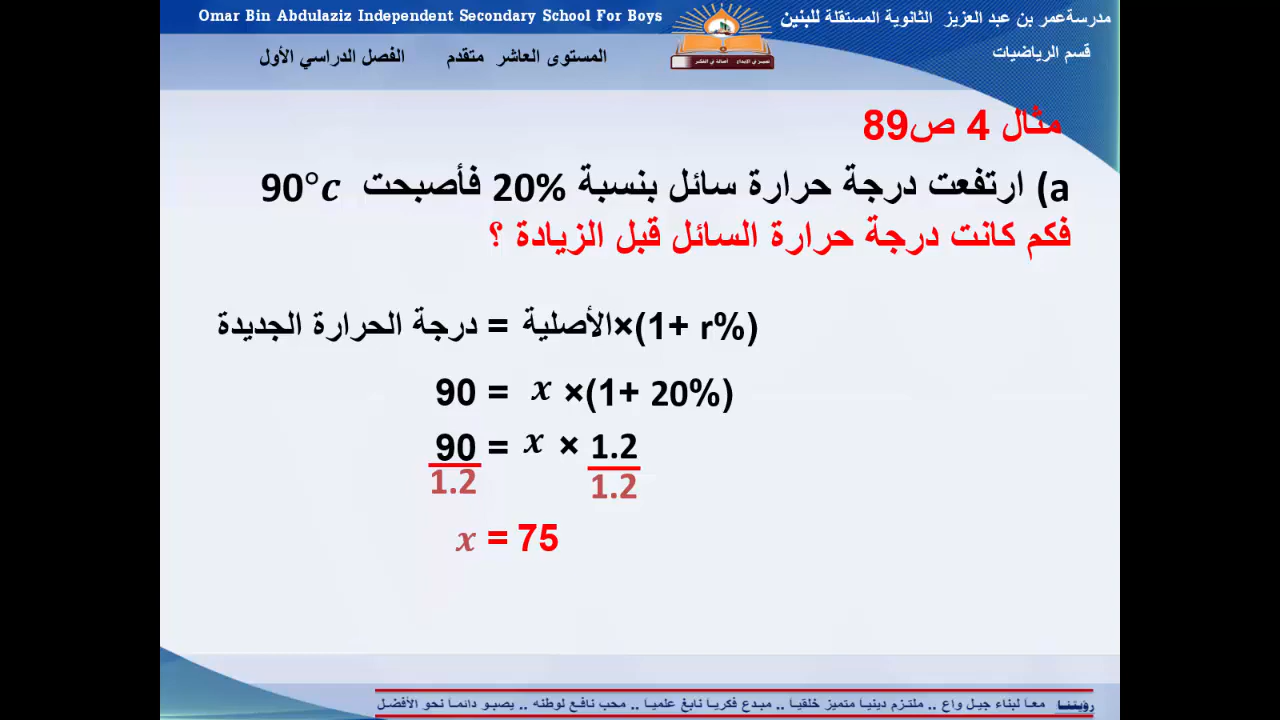 Omar Bin Abdulaziz Independent Secondary School For Boys
مدرسة عمر بن عبد العزيز الثانوية المستقلة للبنين
قسم الرياضيات
المستوى العاشر متقدم الفصل الدراسي الأول
مثال 4 ص89
a) ارتفعت درجة حرارة سائل بنسبة 20% فأصبحت 90°c
فكم كانت درجة حرارة السائل قبل الزيادة ؟
درجة الحرارة الجديدة = الأصلية×(1+ r%)
90 = x ×(1+ 20%)
90 = x × 1.2
1.2 1.2
x = 75
رؤيتنا معا لبناء جيل واع .. ملتزم دينيا متميز خلقيا .. مبدع فكريا نابغ علميا .. محب نافع لوطنه .. يصبو دائما نحو الأفضل